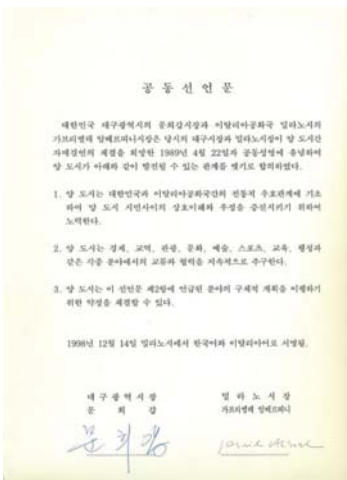 공 동 선 언 문
대한민국 대구광역시의 문희갑시장과 이탈리아공화국 밀라노시의
가브리엘레 알베르띠니시장은 당시의 대구시장과 밀라노시장이 양 도시간
자매결연의 체결을 희망한 1989년 4월 22일자 공동성명에 유념하여
양 도시가 아래와 같이 발전될 수 있는 관계를 맺기로 합의하였다.
1. 양 도시는 대한민국과 이탈리아공화국간의 전통적 우호관계에 기초
하여 양 도시 시민사이의 상호이해와 우정을 증진시키기 위하여
노력한다.
2. 양 도시는 경제, 교역, 관광, 문화, 예술, 스포츠, 교육, 행정과
같은 각종 분야에서의 교류와 협력을 지속적으로 추구한다.
3. 양 도시는 이 선언문 제2항에 언급된 분야의 구체적 계획을 이행하기
위한 약정을 체결할 수 있다.
1998년 12월 14일 밀라노시에서 한국어와 이탈리아어로 서명됨.
대 구 광 역 시 장
문 희 갑
밀 라 노 시 장
가브리엘레 알베르띠니
문희갑